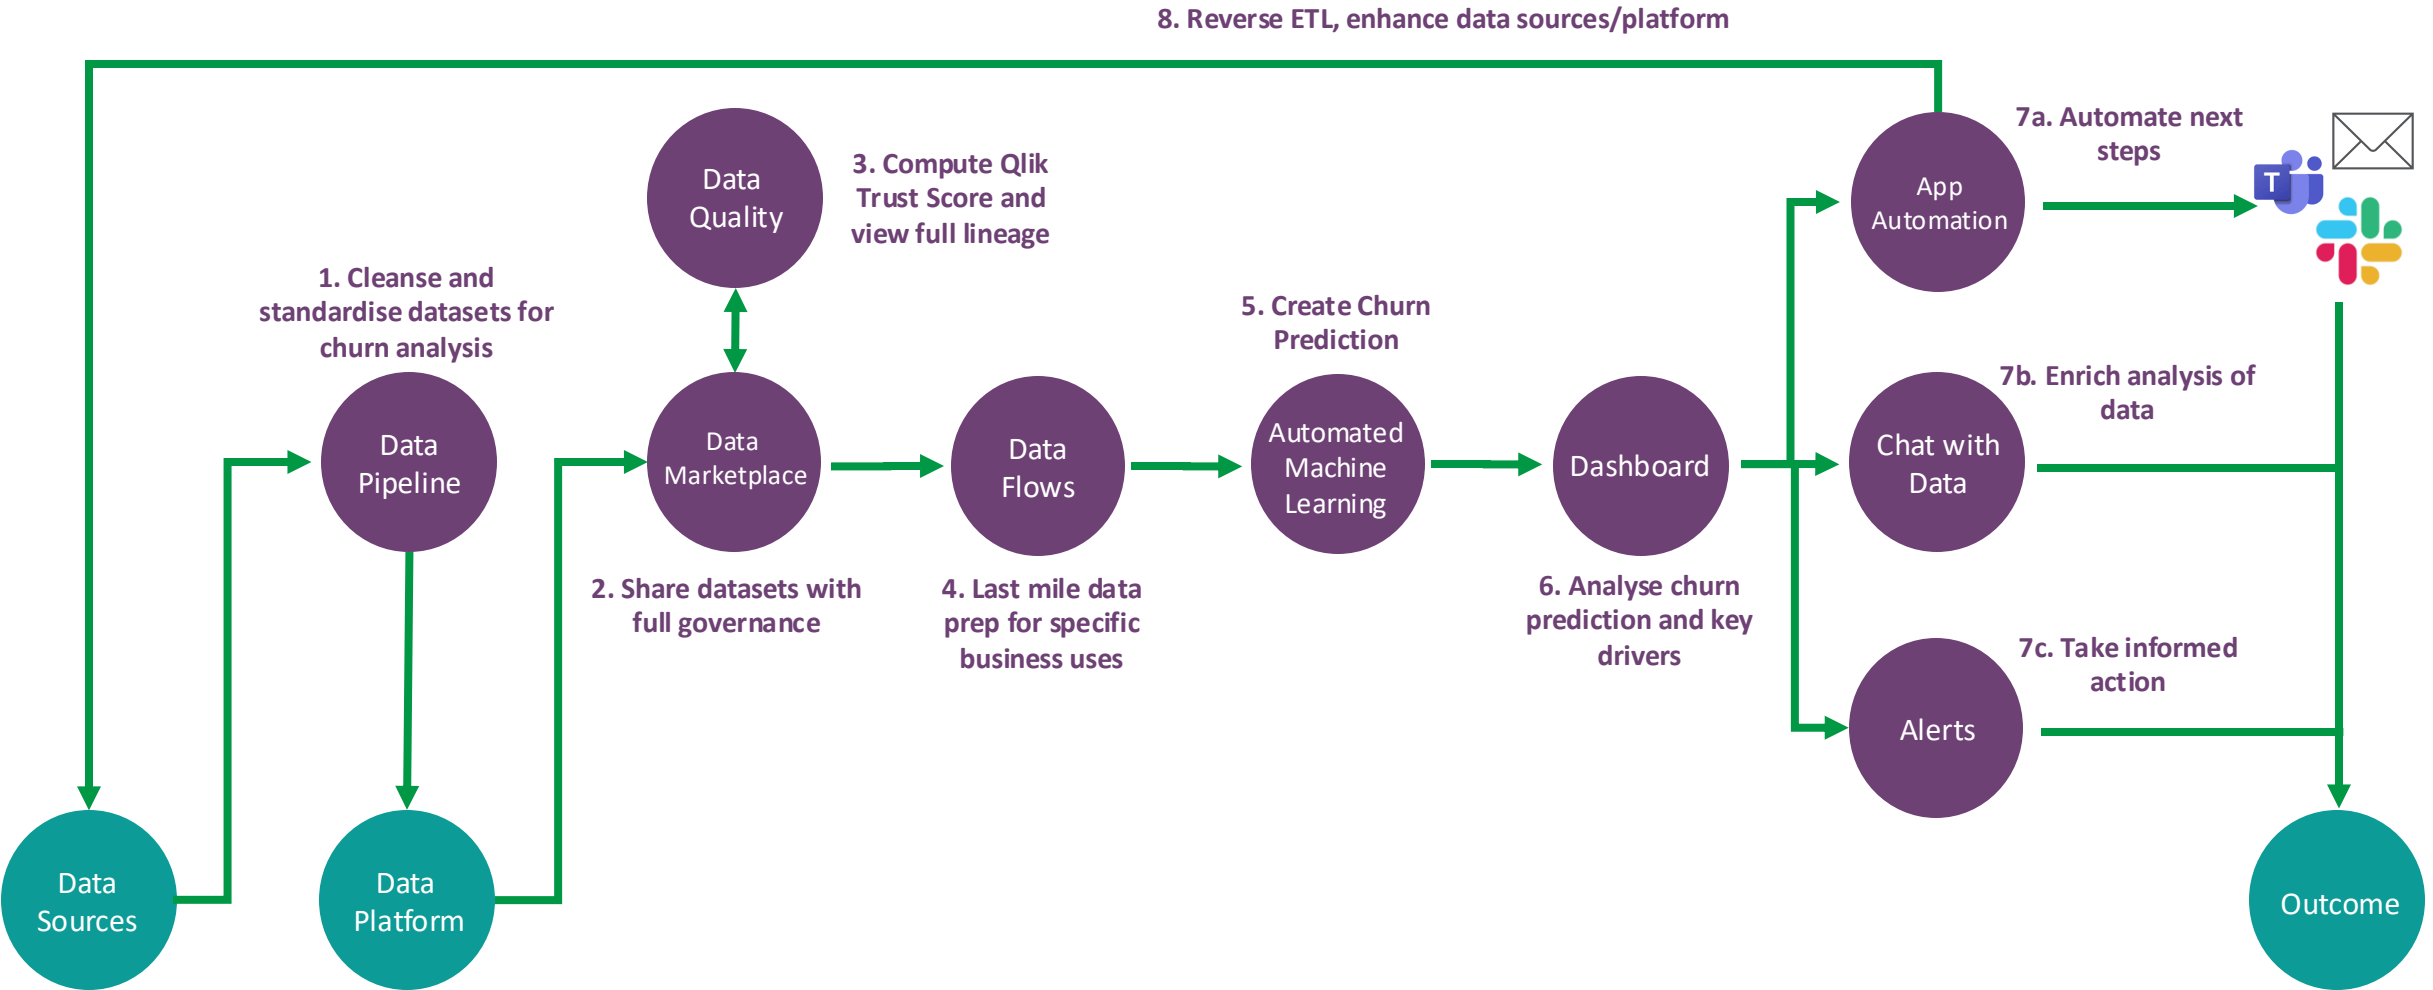 8. Reverse ETL, enhance data sources/platform
Data
Quality
3. Compute Qlik
Trust Score and
view full lineage
App
Automation
7a. Automate next
steps
T
1. Cleanse and
standardise datasets for
churn analysis
Data
Pipeline
Data
Marketplace
2. Share datasets with
full governance
Data
Flows
4. Last mile data
prep for specific
business uses
5. Create Churn
Prediction
Automated
Machine
Learning
Dashboard
6. Analyse churn
prediction and key
drivers
Chat with
Data
7b. Enrich analysis of
data
Alerts
7c. Take informed
action
Data
Sources
Data
Platform
Outcome